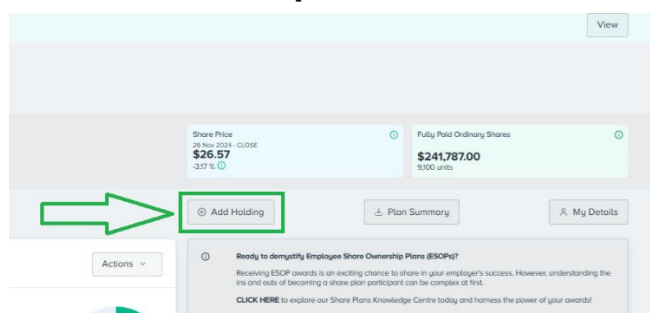 View
Share Price
26 Nov 2024 - CLOSE
$26.57
-3.17 %
Fully Paid Ordinary Shares
$241,787.00
9,100 units
Add Holding
Plan Summary
My Details
Actions
Ready to demystify Employee Share Ownership Plans (ESOPs)?
Receiving ESOP awards is an exciting chance to share in your employer's success. However, understanding the
ins and outs of becoming a share plan participant can be complex at first.
CLICK HERE to explore our Share Plans Knowledge Centre today and harness the power of your awards!